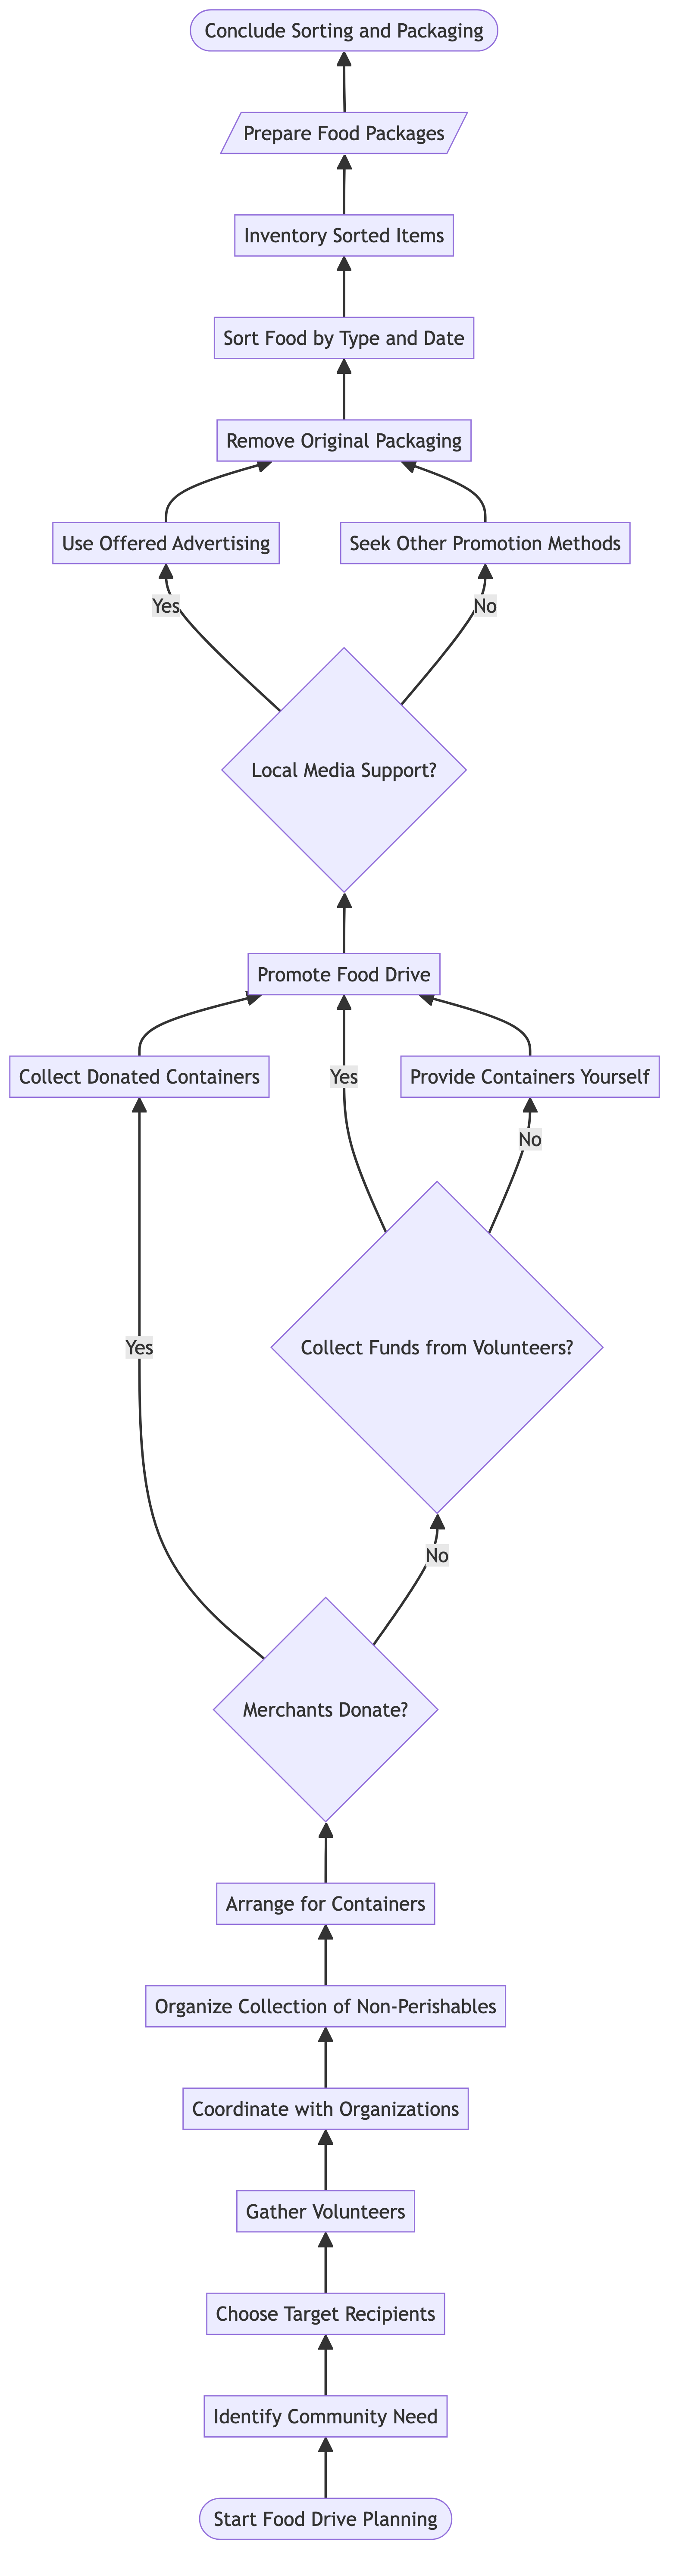 Conclude Sorting and Packaging
Prepare Food Packages
Inventory Sorted Items
Sort Food by Type and Date
Remove Original Packaging
Use Offered Advertising
Seek Other Promotion Methods
Yes
No
Local Media Support?
Promote Food Drive
Collect Donated Containers
Yes
Provide Containers Yourself
No
Yes
Collect Funds from Volunteers?
No
Merchants Donate?
Arrange for Containers
Organize Collection of Non-Perishables
Coordinate with Organizations
Gather Volunteers
Choose Target Recipients
Identify Community Need
Start Food Drive Planning